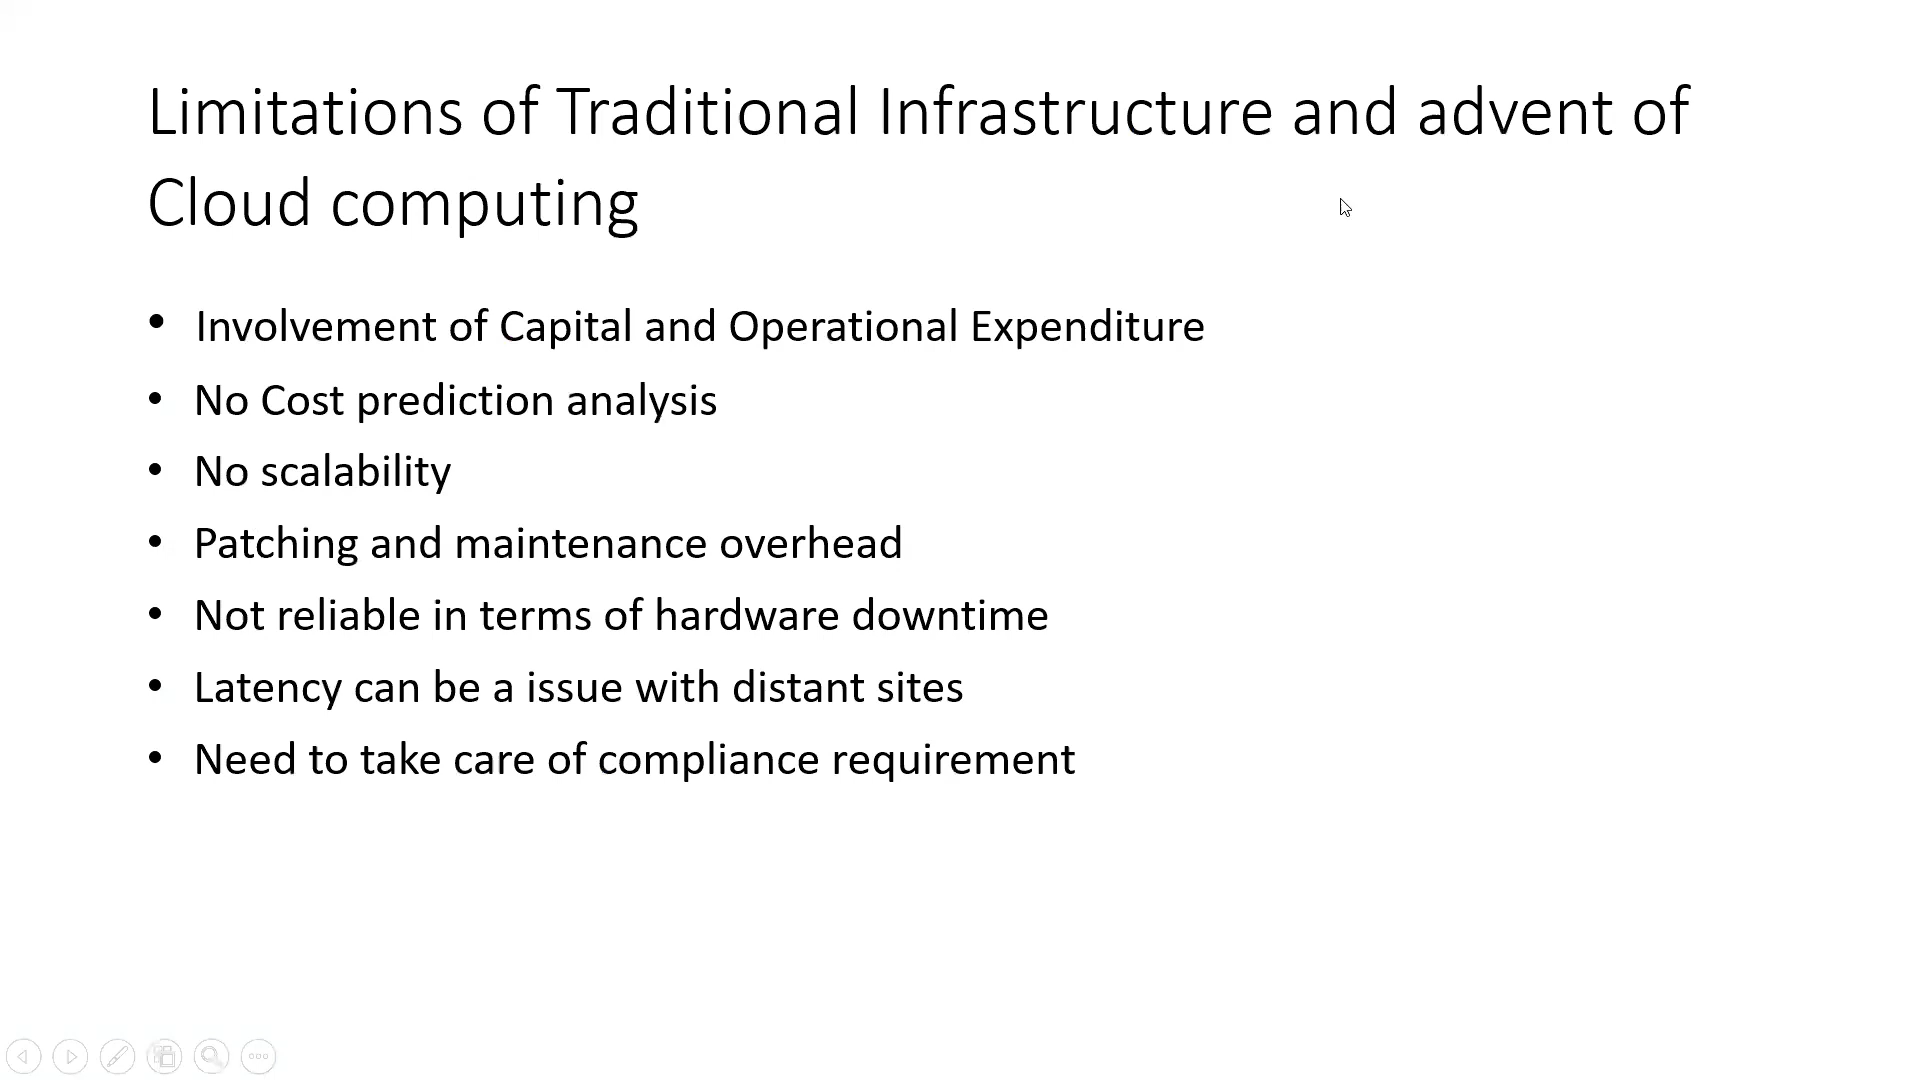 Limitations of Traditional Infrastructure and advent of
Cloud computing
• Involvement of Capital and Operational Expenditure
• No Cost prediction analysis
• No scalability
• Patching and maintenance overhead
• Not reliable in terms of hardware downtime
• Latency can be a issue with distant sites
• Need to take care of compliance requirement